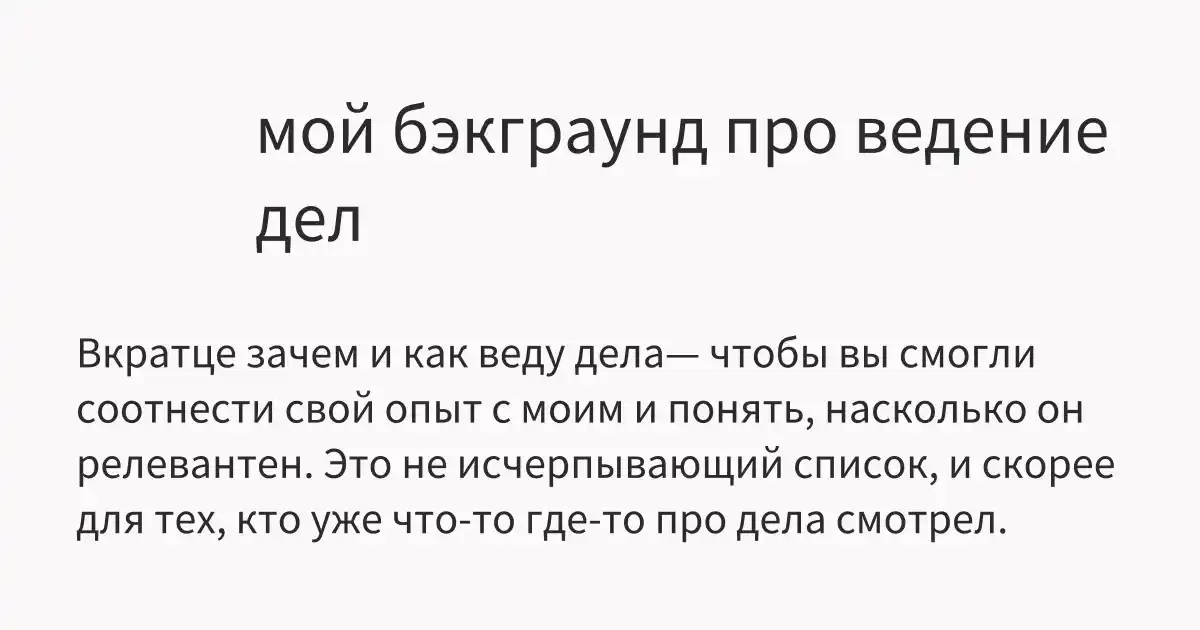 мой бэкграунд про ведение
дел
Вкратце зачем и как веду дела— чтобы вы смогли
соотнести свой опыт с моим и понять, насколько он
релевантен. Это не исчерпывающий список, и скорее
для тех, кто уже что-то где-то про дела смотрел.